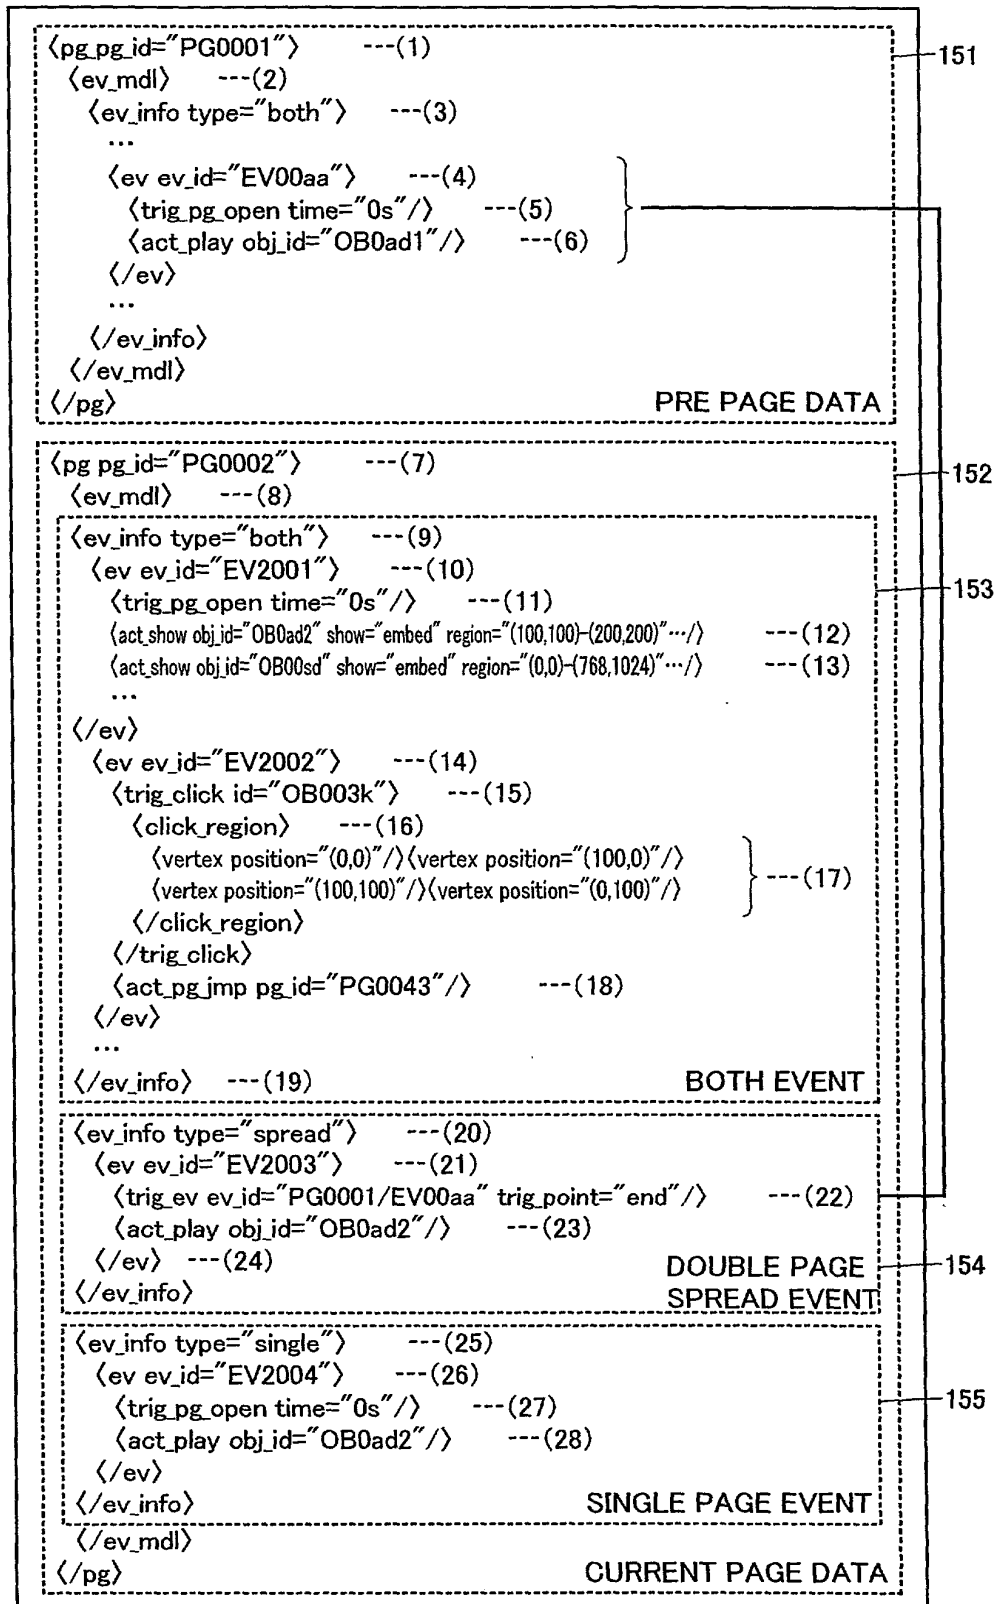 〈pg_pg_id="PG0001"〉 ---(1)
151
〈ev_mdl〉 ---(2)
〈ev_info type="both"〉 ---(3)
...
〈ev ev_id="EV00aa"〉 ---(4)
〈trig_pg_open time="0s"/〉 ---(5)
〈act_play obj_id="OB0ad1"/〉 ---(6)
〈/ev〉
...
〈/ev_info〉
〈/ev_mdl〉
〈/pg〉 PRE PAGE DATA
〈pg pg_id="PG0002"〉 ---(7)
152
〈ev_mdl〉 ---(8)
〈ev_info type="both"〉 ---(9)
〈ev ev_id="EV2001"〉 ---(10)
153
〈trig_pg_open time="0s"/〉 ---(11)
〈act_show obj_id="OB0ad2" show="embed" region="(100,100)-(200,200)"…/〉 ---(12)
〈act_show obj_id="OB00sd" show="embed" region="(0,0)-(768,1024)"…/〉 ---(13)
...
〈/ev〉
〈ev ev_id="EV2002"〉 ---(14)
〈trig_click id="OB003k"〉 ---(15)
〈click_region〉 ---(16)
〈vertex position="(0,0)"/〉〈vertex position="(100,0)"/〉
〈vertex position="(100,100)"/〉〈vertex position="(0,100)"/〉 ---(17)
〈/click_region〉
〈/trig_click〉
〈act_pg_jmp pg_id="PG0043"/〉 ---(18)
〈/ev〉
...
〈/ev_info〉 ---(19) BOTH EVENT
〈ev_info type="spread"〉 ---(20)
〈ev ev_id="EV2003"〉 ---(21)
〈trig_ev ev_id="PG0001/EV00aa" trig_point="end"/〉 ---(22)
〈act_play obj_id="OB0ad2"/〉 ---(23)
〈/ev〉 ---(24) DOUBLE PAGE
154
〈/ev_info〉 SPREAD EVENT
〈ev_info type="single"〉 ---(25)
〈ev ev_id="EV2004"〉 ---(26)
155
〈trig_pg_open time="0s"/〉 ---(27)
〈act_play obj_id="OB0ad2"/〉 ---(28)
〈/ev〉
〈/ev_info〉 SINGLE PAGE EVENT
〈/ev_mdl〉
〈/pg〉 CURRENT PAGE DATA